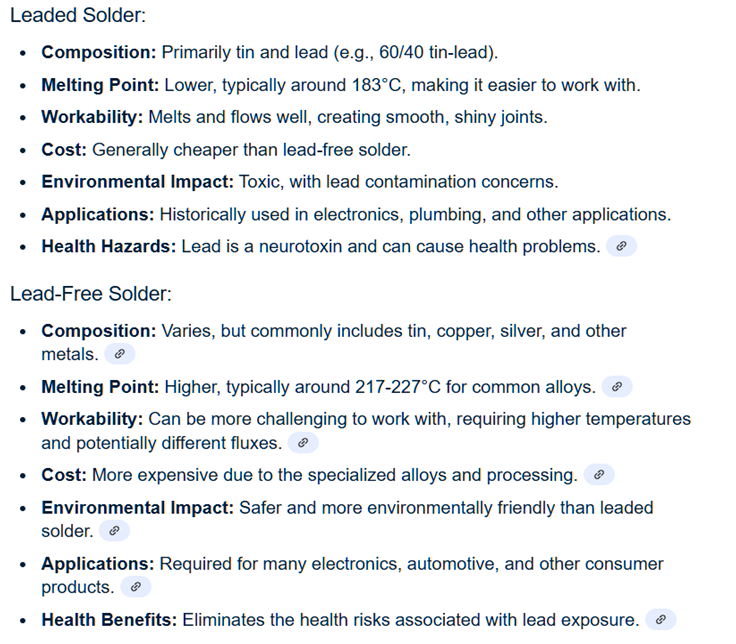 Leaded Solder:
• Composition: Primarily tin and lead (e.g., 60/40 tin-lead).
• Melting Point: Lower, typically around 183°C, making it easier to work with.
• Workability: Melts and flows well, creating smooth, shiny joints.
• Cost: Generally cheaper than lead-free solder.
• Environmental Impact: Toxic, with lead contamination concerns.
• Applications: Historically used in electronics, plumbing, and other applications.
• Health Hazards: Lead is a neurotoxin and can cause health problems.
Lead-Free Solder:
• Composition: Varies, but commonly includes tin, copper, silver, and other
metals.
• Melting Point: Higher, typically around 217-227°C for common alloys.
• Workability: Can be more challenging to work with, requiring higher temperatures
and potentially different fluxes.
• Cost: More expensive due to the specialized alloys and processing.
• Environmental Impact: Safer and more environmentally friendly than leaded
solder.
• Applications: Required for many electronics, automotive, and other consumer
products.
• Health Benefits: Eliminates the health risks associated with lead exposure.